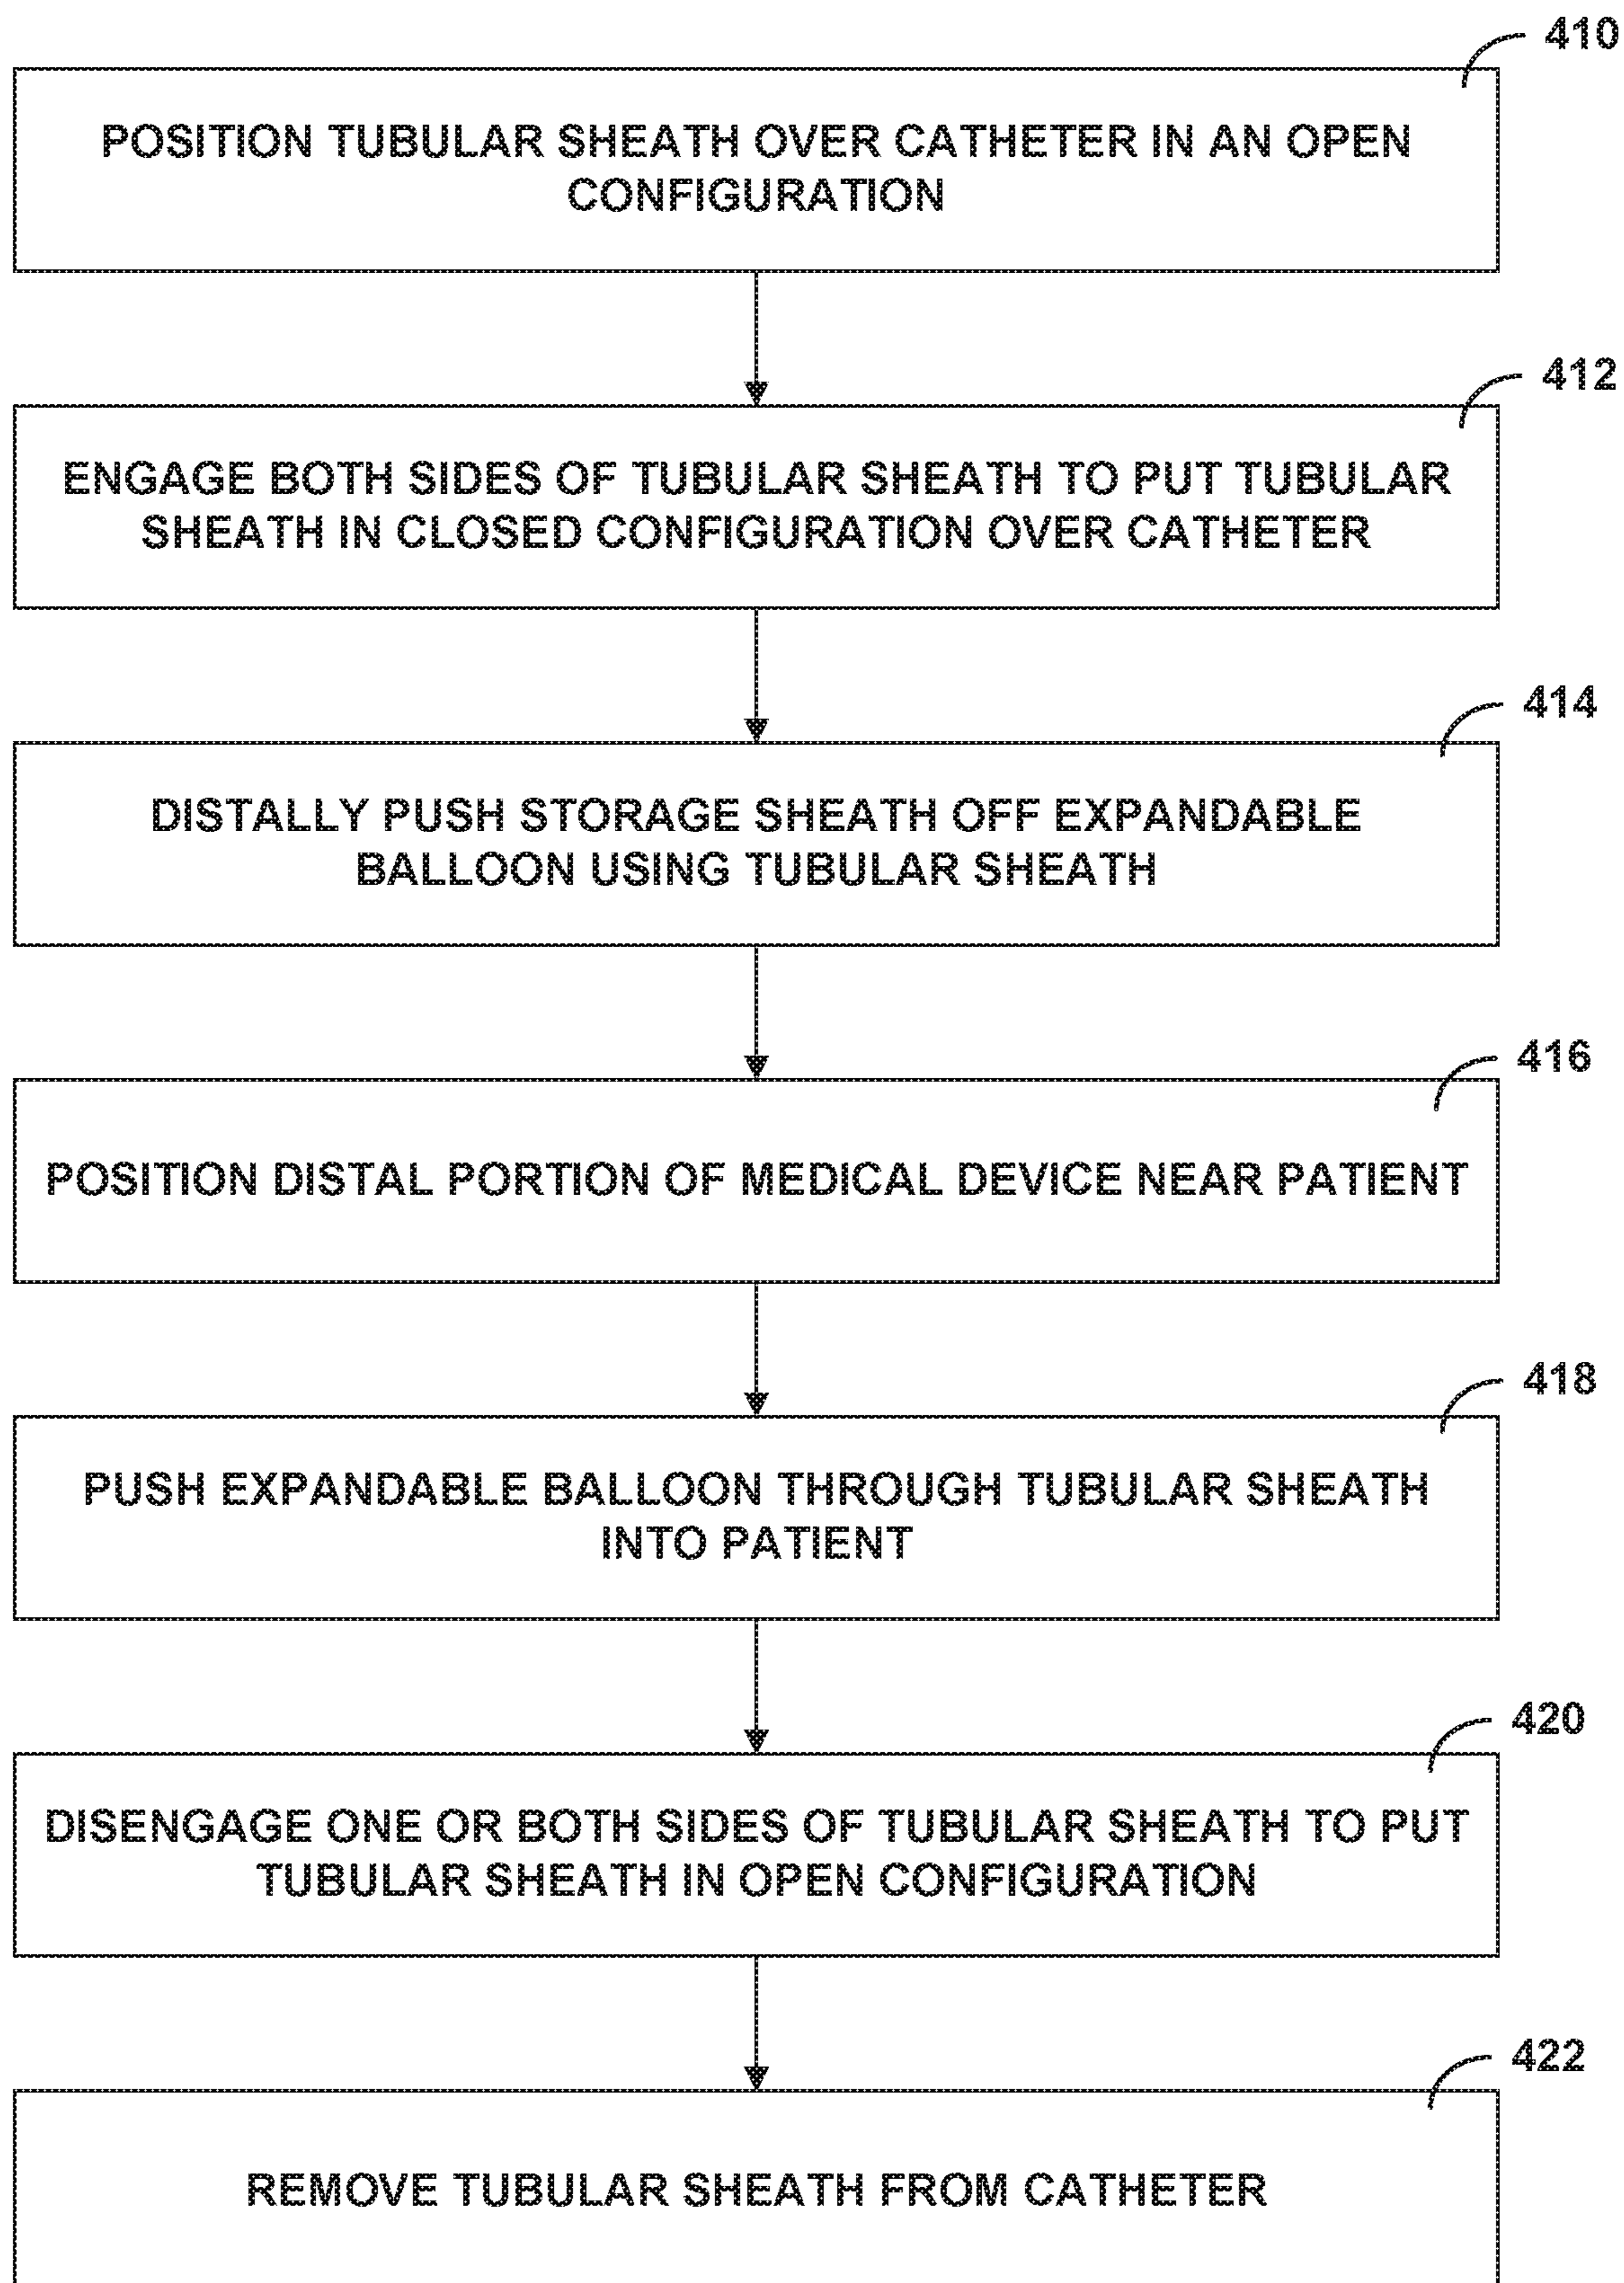 410
POSITION TUBULAR SHEATH OVER CATHETER IN AN OPEN
CONFIGURATION
412
ENGAGE BOTH SIDES OF TUBULAR SHEATH TO PUT TUBULAR
SHEATH IN CLOSED CONFIGURATION OVER CATHETER
414
DISTALLY PUSH STORAGE SHEATH OFF EXPANDABLE
BALLOON USING TUBULAR SHEATH
416
POSITION DISTAL PORTION OF MEDICAL DEVICE NEAR PATIENT
418
PUSH EXPANDABLE BALLOON THROUGH TUBULAR SHEATH
INTO PATIENT
420
DISENGAGE ONE OR BOTH SIDES OF TUBULAR SHEATH TO PUT
TUBULAR SHEATH IN OPEN CONFIGURATION
422
REMOVE TUBULAR SHEATH FROM CATHETER